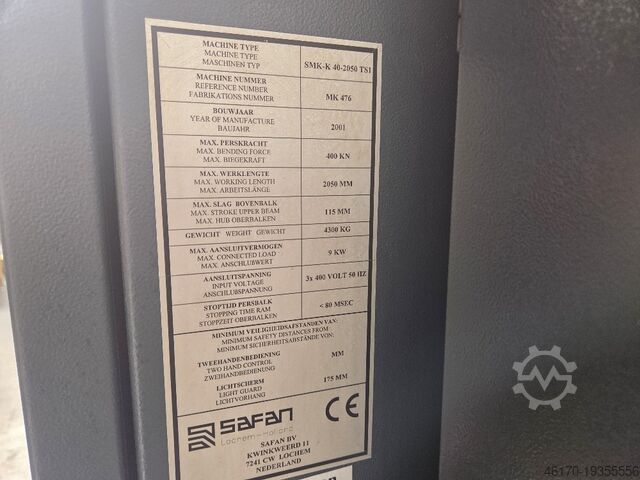 MACHINE TYPE
MACHINE TYPE SMK-K 40-2050 TS1
MASCHINEN TYP
MACHINE NUMMER
REFERENCE NUMBER MK 476
FABRIKATIONS NUMMER
BOUWJAAR
YEAR OF MANUFACTURE 2001
BAUJAHR
MAX. PERSKRACHT
MAX. BENDING FORCE 400 KN
MAX. BIEGEKRAFT
MAX. WERKLENGTE
MAX. WORKING LENGTH 2050 MM
MAX. ARBEITSLÄNGE
MAX. SLAG BOVENBALK
MAX. STROKE UPPER BEAM 115 MM
MAX. HUB OBERBALKEN
GEWICHT WEIGHT GEWICHT 4300 KG
MAX. AANSLUITVERMOGEN
MAX. CONNECTED LOAD 9 KW
MAX. ANSCHLUßWERT
AANSLUITSPANNING
INPUT VOLTAGE 3x 400 VOLT 50 HZ
ANSCHLUBSPANNUNG
STOPTIJD PERSBALK
STOPPING TIME RAM < 80 MSEC
STOPPZEIT OBERBALKEN
MINIMUM VEILIGHEIDSAFSTANDEN VAN:
MINIMUM SAFETY DISTANCES FROM
MINIMUM SICHERHEITSABSTÄNDE VON:
TWEEHANDENBEDIENING MM
TWO HAND CONTROL
ZWEIHANDBEDIENUNG
LICHTSCHERM
LIGHT GUARD 175 MM
LICHTVORHANG
SAFAN
Lochem-Holland
CE
SAFAN BV
KWINKWEERD 11
7241 CW LOCHEM
NEDERLAND
46170-19355556